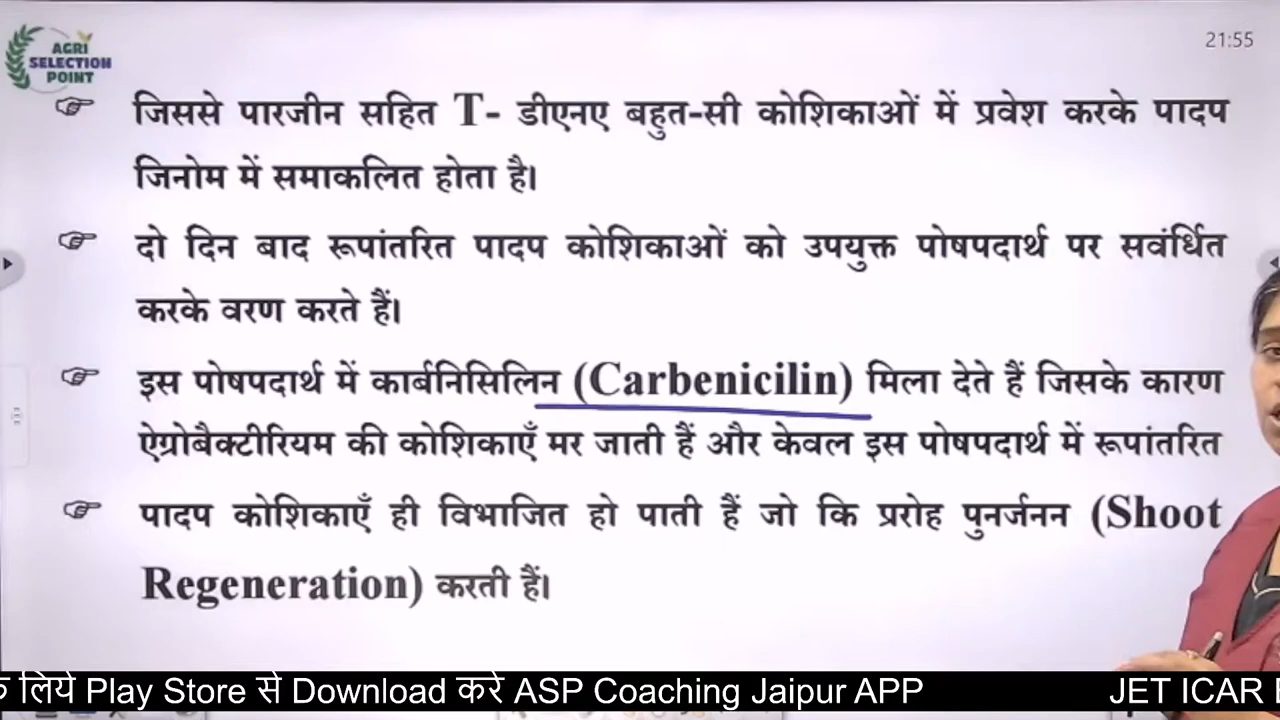 AGRI
SELECTION
POINT
21:55
जिससे पारजीन सहित T- डीएनए बहुत-सी कोशिकाओं में प्रवेश करके पादप
जिनोम में समाकलित होता है।
दो दिन बाद रूपांतरित पादप कोशिकाओं को उपयुक्त पोषपदार्थ पर सवंर्धित
करके वरण करते हैं।
इस पोषपदार्थ में कार्बनिसिलिन (Carbenicilin) मिला देते हैं जिसके कारण
ऐग्रोबैक्टीरियम की कोशिकाएँ मर जाती हैं और केवल इस पोषपदार्थ में रूपांतरित
पादप कोशिकाएँ ही विभाजित हो पाती हैं जो कि प्ररोह पुनर्जनन (Shoot
Regeneration) करती हैं।
लिये Play Store से Download करे ASP Coaching Jaipur APP JET ICAR